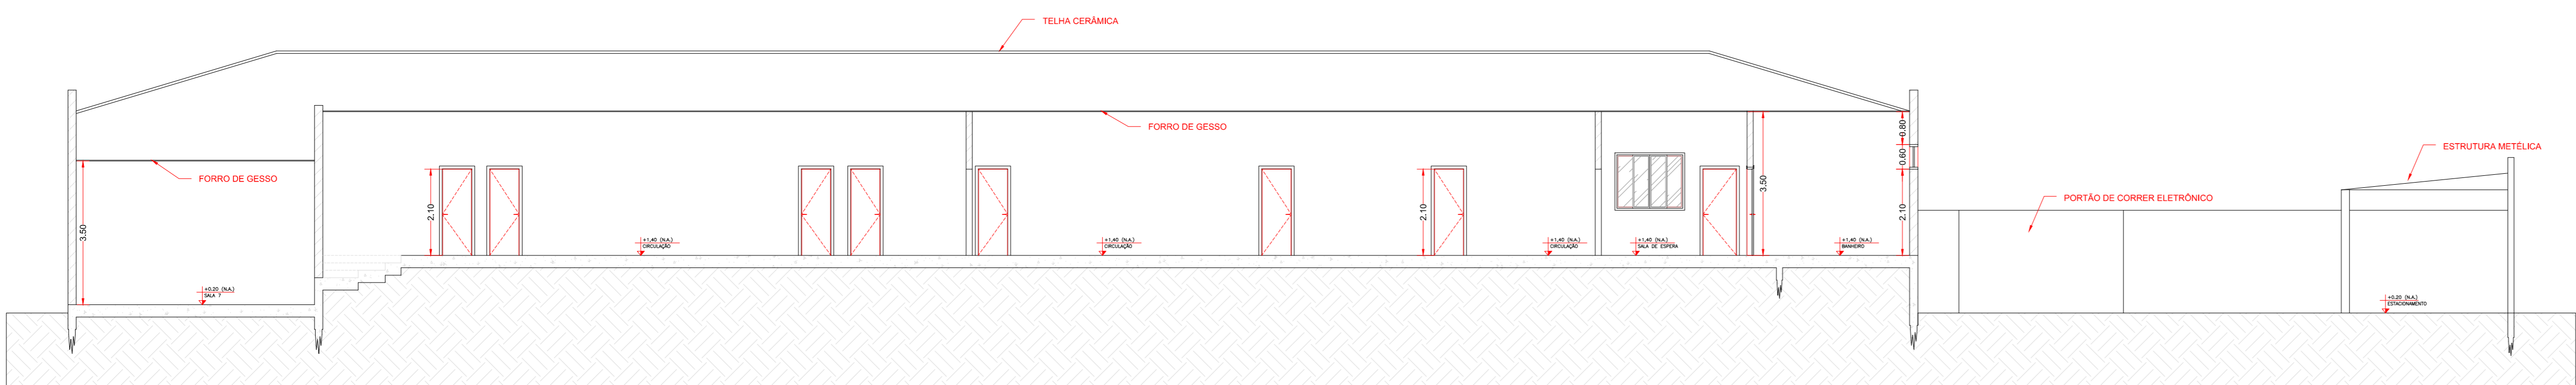 TELHA CERÂMICA
FORRO DE GESSO
FORRO DE GESSO
ESTRUTURA METÉLICA
PORTÃO DE CORRER ELETRÔNICO
3.50
2.10
2.10
3.50
0.80
0.60
2.10
+0,20 (N.A.)
SALA 7
+1,40 (N.A.)
CIRCULAÇÃO
+1,40 (N.A.)
CIRCULAÇÃO
+1,40 (N.A.)
CIRCULAÇÃO
+1,40 (N.A.)
SALA DE ESPERA
+1,40 (N.A.)
BANHEIRO
+0,20 (N.A.)
ESTACIONAMENTO